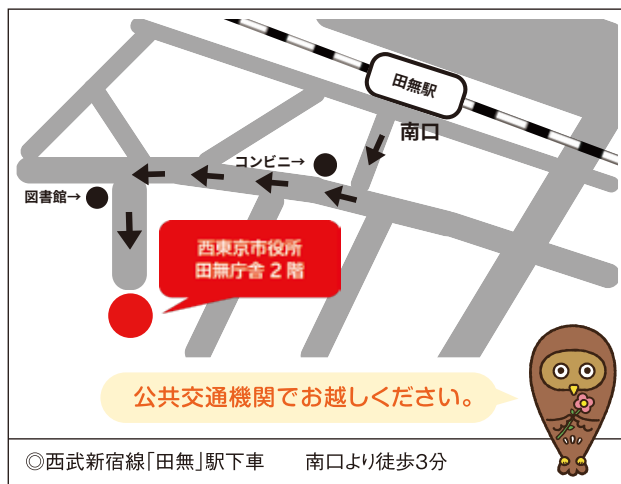 田無駅
南口
コンビニ→
図書館→
西東京市役所
田無庁舎 2 階
公共交通機関でお越しください。
◎西武新宿線「田無」駅下車　南口より徒歩3分